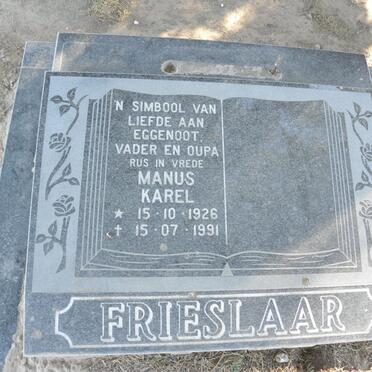 'N SIMBOOL VAN
LIEFDE AAN
EGGENOOT,
VADER EN OUPA
RUS IN VREDE
MANUS
KAREL
★ 15·10·1926
✝ 15·07·1991
FRIESLAAR